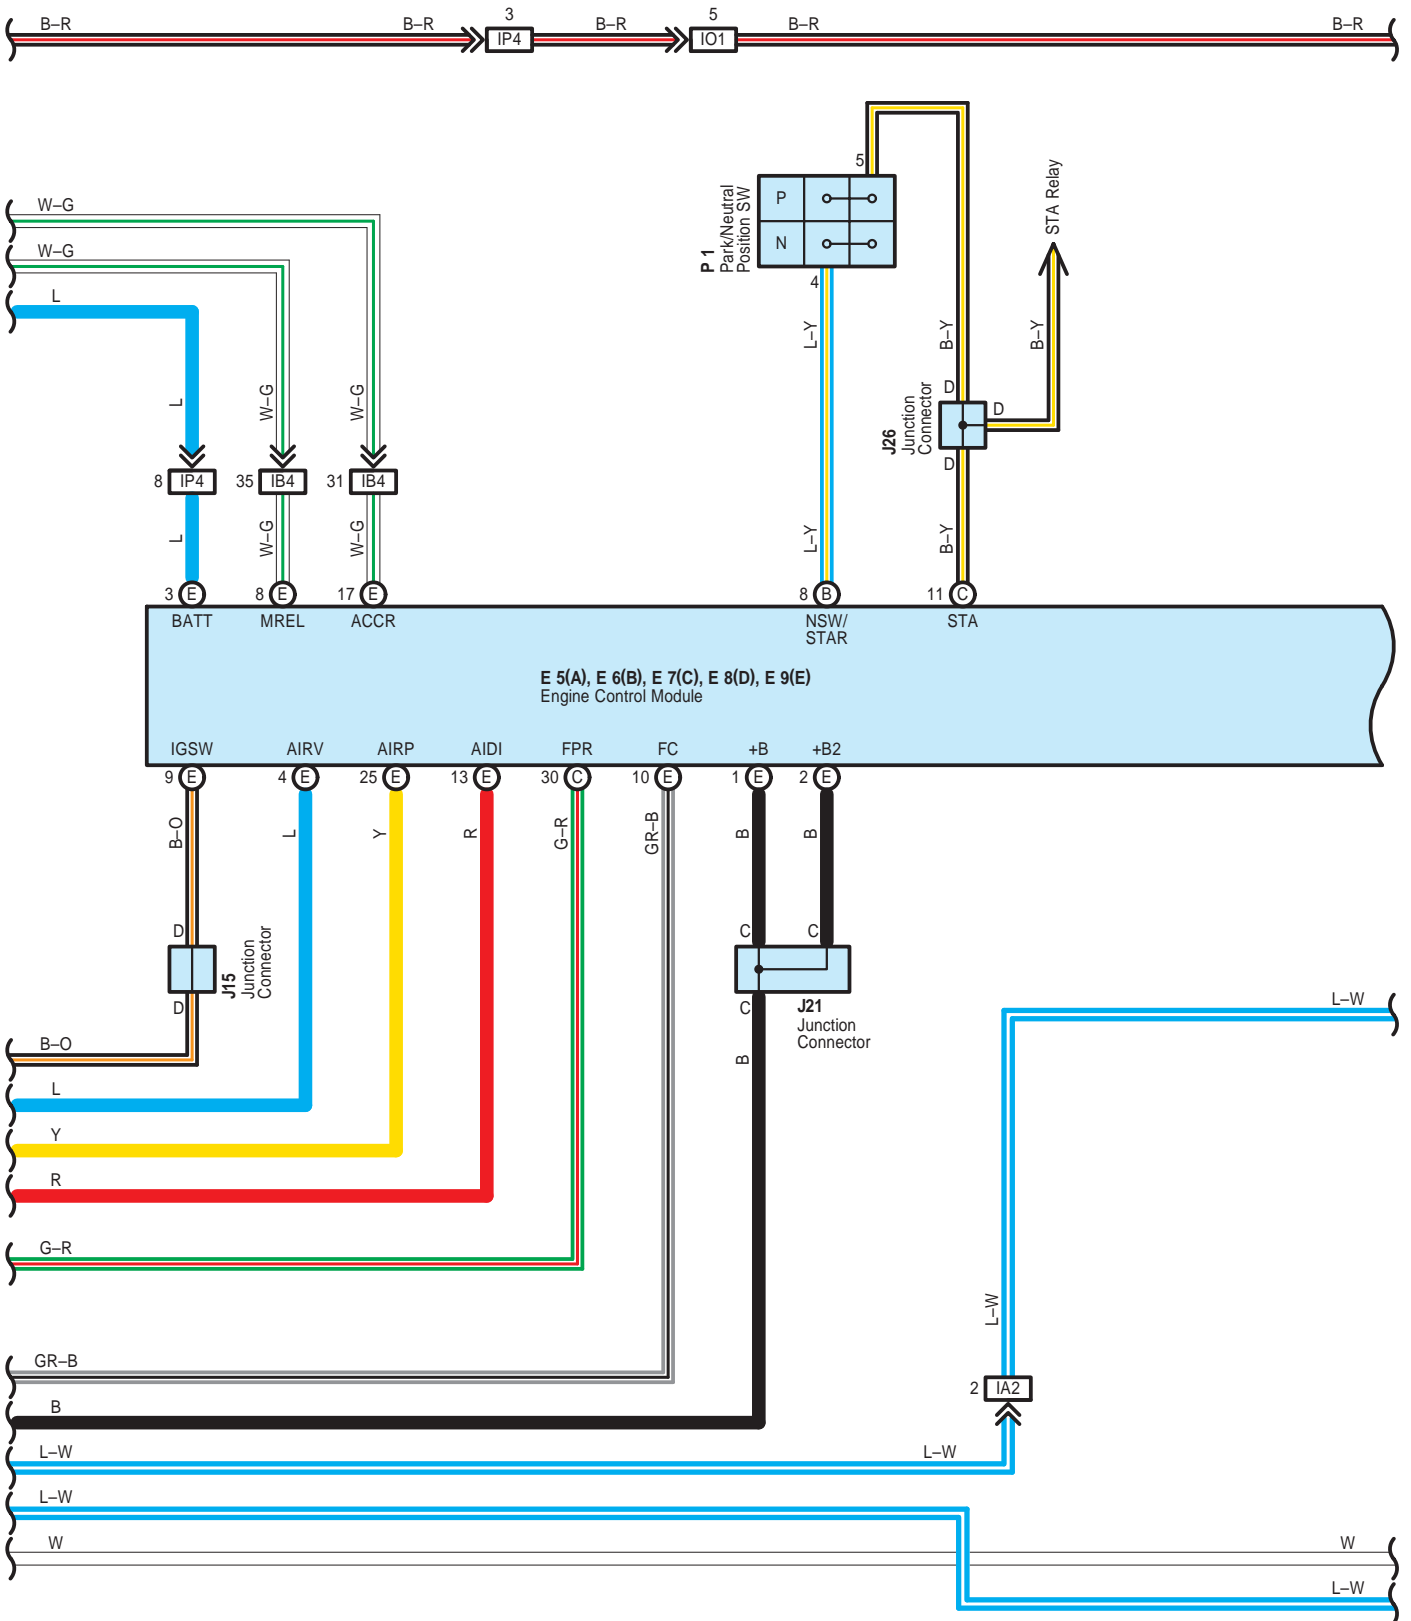 3
5
B–R
B–R
B–R
B–R
B–R
IP4
IO1
5
P
N
P 1
Park/Neutral
Position SW
4
STA Relay
W–G
W–G
L
L
W–G
W–G
L–Y
B–Y
B–Y
D
D
D
J26
Junction
Connector
8 IP4
35 IB4
31 IB4
L
W–G
W–G
L–Y
B–Y
3 E
8 E
17 E
8 B
11 C
BATT
MREL
ACCR
NSW/
STAR
STA
E 5(A), E 6(B), E 7(C), E 8(D), E 9(E)
Engine Control Module
IGSW
AIRV
AIRP
AIDI
FPR
FC
+B
+B2
9 E
4 E
25 E
13 E
30 C
10 E
1 E
2 E
B–O
L
Y
R
G–R
GR–B
B
B
D
D
J15
Junction
Connector
C
C
C
J21
Junction
Connector
B
L–W
B–O
L
Y
R
G–R
L–W
GR–B
2 IA2
B
L–W
L–W
L–W
W
W
L–W